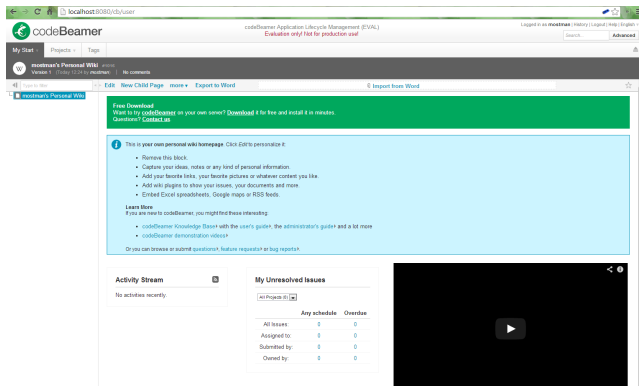 localhost:8080/cb/user
codeBeamer
codeBeamer Application Lifecycle Management (EVAL)
Evaluation only! Not for production use!
Logged in as mostman | History | Logout | Help | English
Search...
Advanced
My Start
Projects
Tags
W
mostman's Personal Wiki
Version 1 (Today 12:24 by mostman) No comments
Type to filter
Edit New Child Page more Export to Word
Import from Word
mostman's Personal Wiki
Free Download
Want to try codeBeamer on your own server? Download it for free and install it in minutes.
Questions? Contact us.
This is your own personal wiki homepage. Click Edit to personalize it:
• Remove this block.
• Capture your ideas, notes or any kind of personal information.
• Add your favorite links, your favorite pictures or whatever content you like.
• Add wiki plugins to show your issues, your documents and more.
• Embed Excel spreadsheets, Google maps or RSS feeds.
Learn More
If you are new to codeBeamer, you might find these interesting:
• codeBeamer Knowledge Base with the user's guide, the administrator's guide and a lot more
• codeBeamer demonstration videos
Or you can browse or submit questions, feature requests or bug reports.
Activity Stream
No activities recently.
My Unresolved Issues
All Projects (6)
Any schedule Overdue
All Issues: 0 0
Assigned to: 0 0
Submitted by: 0 0
Owned by: 0 0